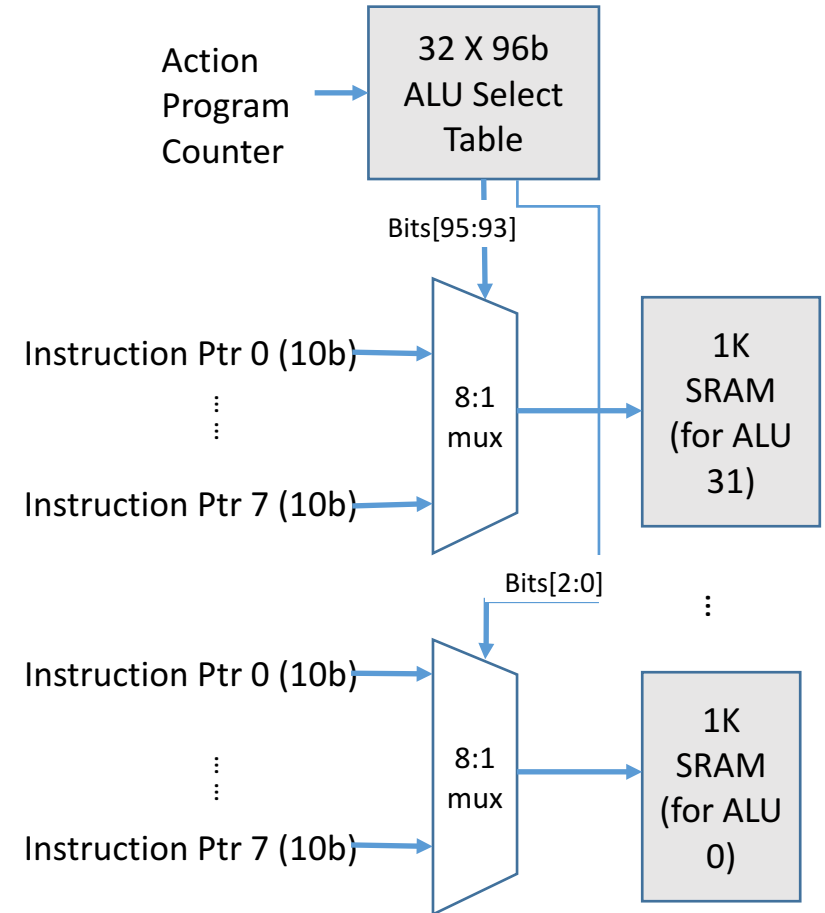 Action
Program
Counter
32 X 96b
ALU Select
Table
Bits[95:93]
Instruction Ptr 0 (10b)
⋮
Instruction Ptr 7 (10b)
8:1
mux
1K
SRAM
(for ALU
31)
Bits[2:0]
⋮
Instruction Ptr 0 (10b)
⋮
Instruction Ptr 7 (10b)
8:1
mux
1K
SRAM
(for ALU
0)